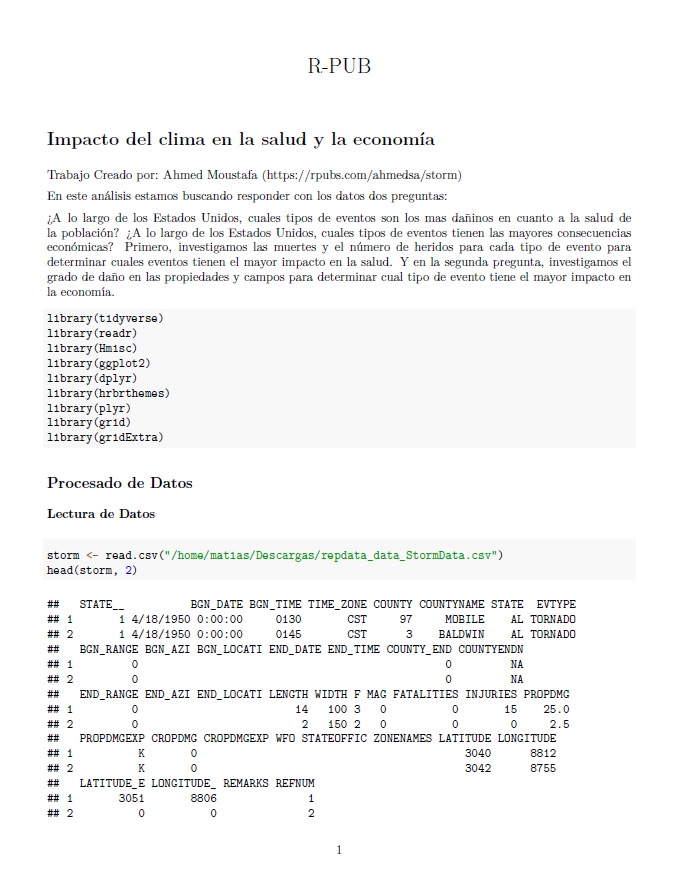 R-PUB
Impacto del clima en la salud y la economía
Trabajo Creado por: Ahmed Moustafa (https://rpubs.com/ahmedsa/storm)
En este análisis estamos buscando responder con los datos dos preguntas:
¿A lo largo de los Estados Unidos, cuales tipos de eventos son los mas dañinos en cuanto a la salud de
la población? ¿A lo largo de los Estados Unidos, cuales tipos de eventos tienen las mayores consecuencias
económicas? Primero, investigamos las muertes y el número de heridos para cada tipo de evento para
determinar cuales eventos tienen el mayor impacto en la salud. Y en la segunda pregunta, investigamos el
grado de daño en las propiedades y campos para determinar cual tipo de evento tiene el mayor impacto en
la economía.
library(tidyverse)
library(readr)
library(Hmisc)
library(ggplot2)
library(dplyr)
library(hrbrthemes)
library(plyr)
library(grid)
library(gridExtra)
Procesado de Datos
Lectura de Datos
storm <- read.csv("/home/matias/Descargas/repdata_data_StormData.csv")
head(storm, 2)
##   STATE__          BGN_DATE BGN_TIME TIME_ZONE COUNTY COUNTYNAME STATE  EVTYPE
## 1       1 4/18/1950 0:00:00     0130       CST     97     MOBILE    AL TORNADO
## 2       1 4/18/1950 0:00:00     0145       CST      3    BALDWIN    AL TORNADO
##   BGN_RANGE BGN_AZI BGN_LOCATI END_DATE END_TIME COUNTY_END COUNTYENDN
## 1         0                                               0         NA
## 2         0                                               0         NA
##   END_RANGE END_AZI END_LOCATI LENGTH WIDTH F MAG FATALITIES INJURIES PROPDMG
## 1         0                        14   100 3   0          0       15    25.0
## 2         0                         2   150 2   0          0        0     2.5
##   PROPDMGEXP CROPDMG CROPDMGEXP WFO STATEOFFIC ZONENAMES LATITUDE LONGITUDE
## 1          K       0                                         3040      8812
## 2          K       0                                         3042      8755
##   LATITUDE_E LONGITUDE_ REMARKS REFNUM
## 1       3051       8806              1
## 2          0          0              2
1